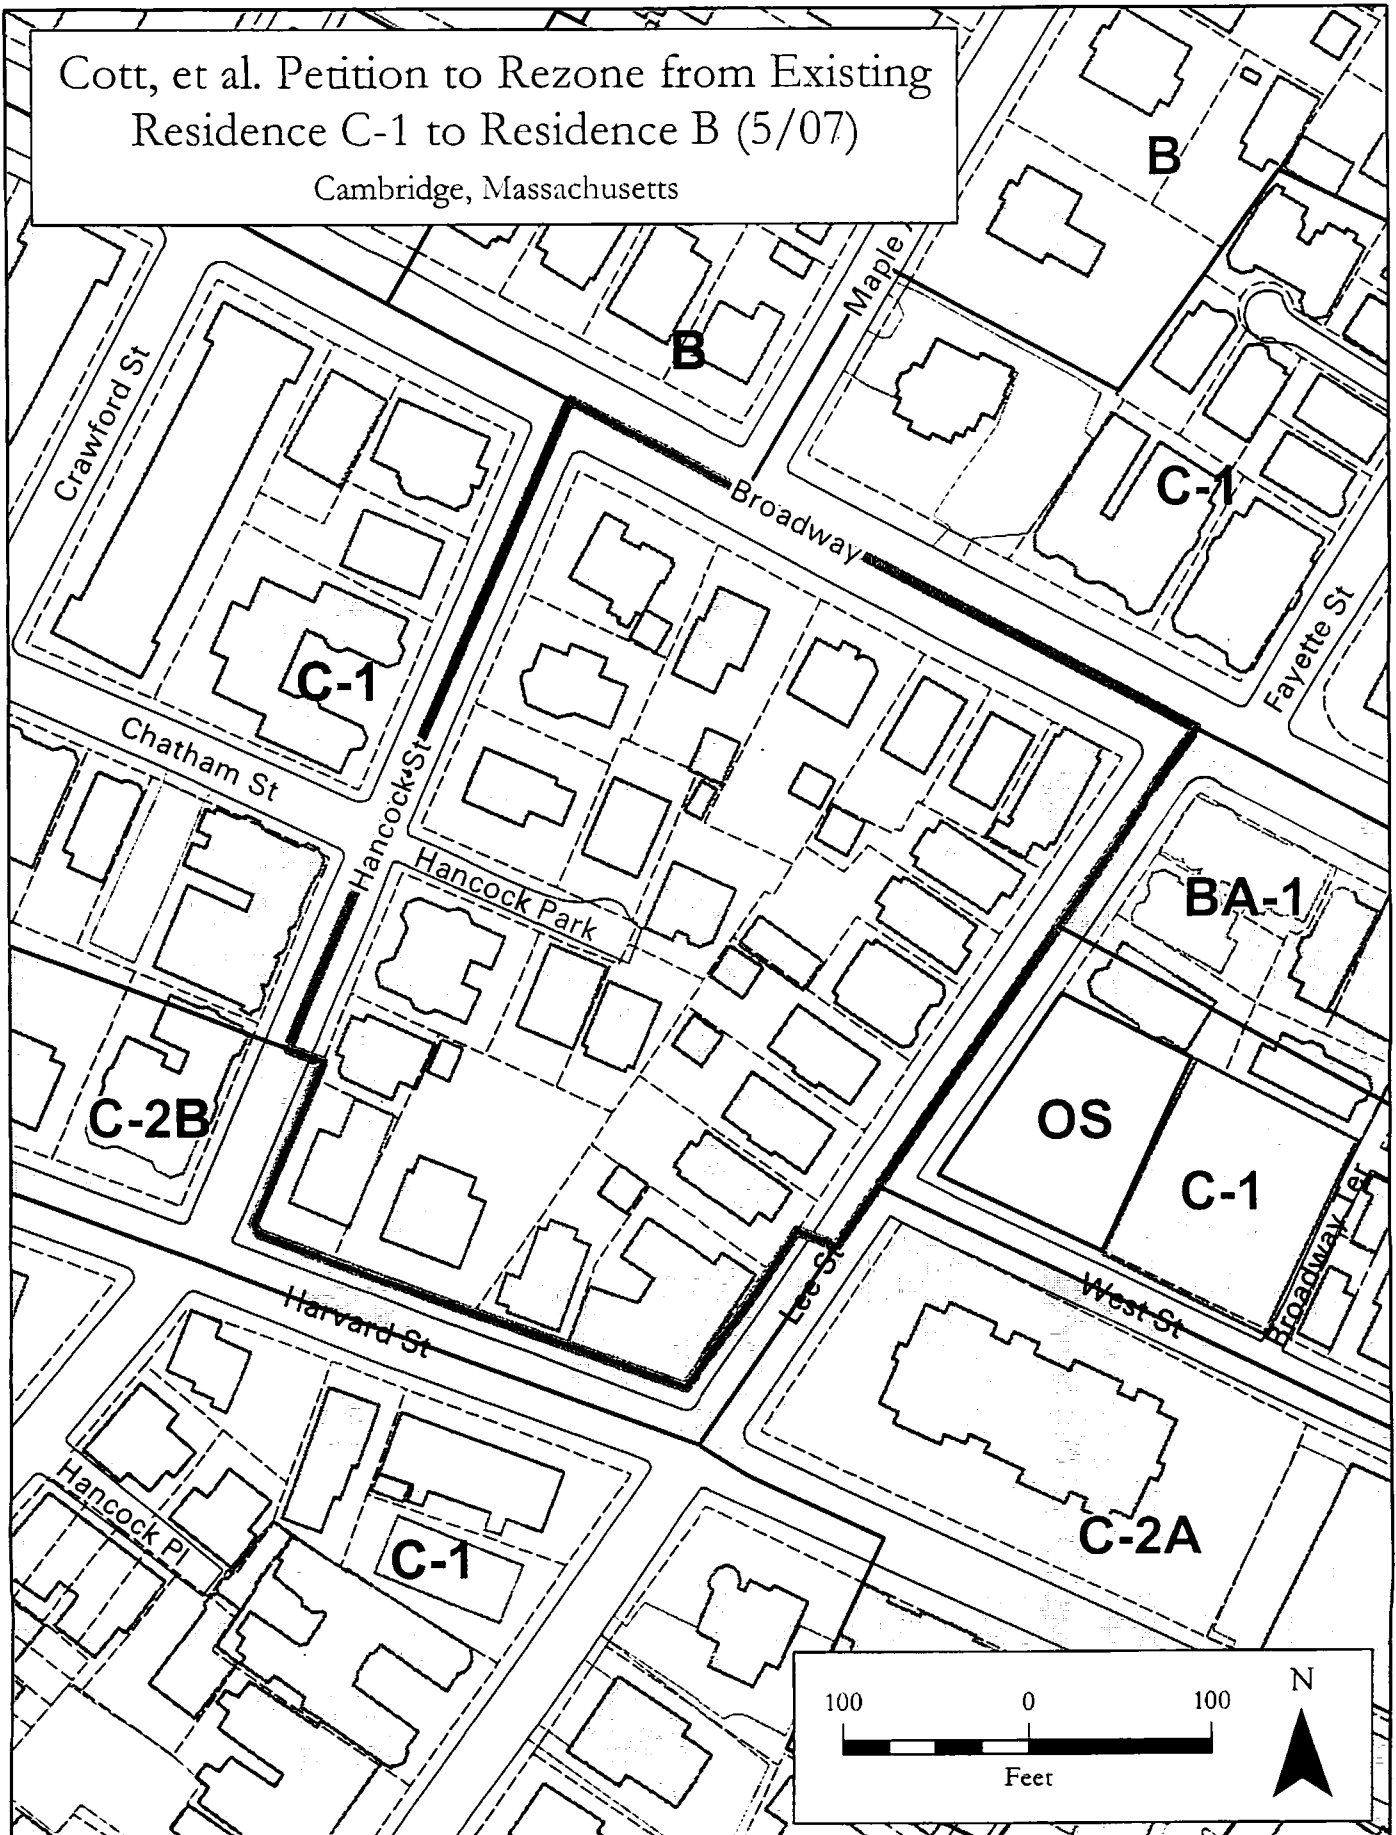 Cott, et al. Petition to Rezone from Existing
Residence C-1 to Residence B (5/07)
Cambridge, Massachusetts
B
Maple
B
Crawford St
Broadway
C-1
Fayette St
C-1
Chatham St
Hancock St
Hancock Park
BA-1
C-2B
OS
C-1
Broadway Ter
Lee St
West St
Harvard St
Hancock Pl
C-1
C-2A
100 0 100
Feet
N